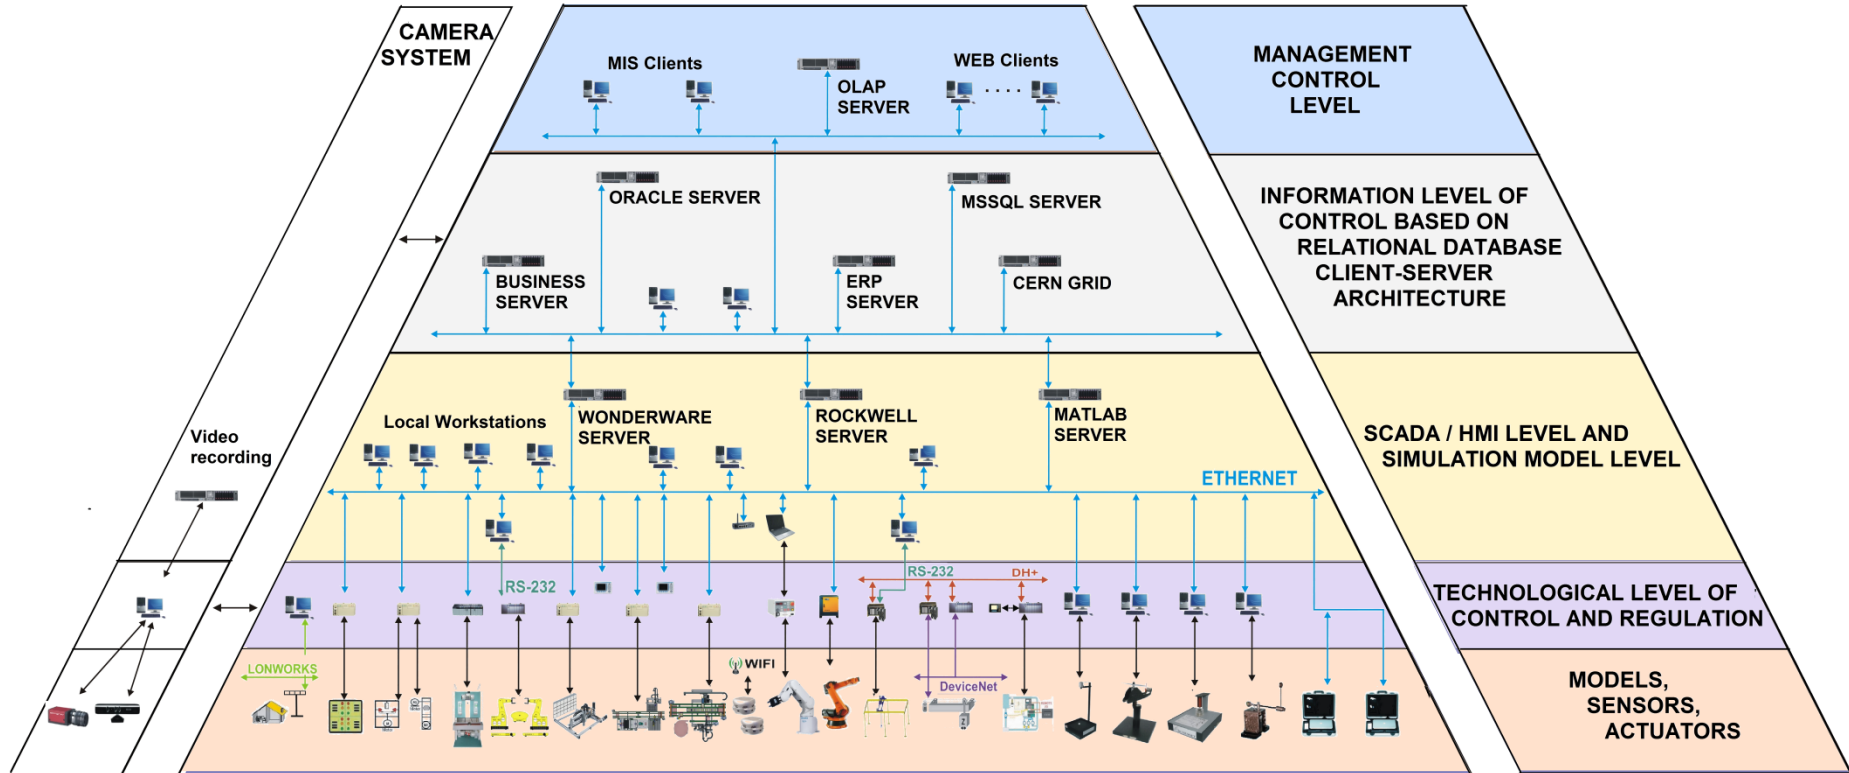 CAMERA
SYSTEM
MIS Clients
OLAP
SERVER
WEB Clients
MANAGEMENT
CONTROL
LEVEL
ORACLE SERVER
MSSQL SERVER
BUSINESS
SERVER
ERP
SERVER
CERN GRID
INFORMATION LEVEL OF
CONTROL BASED ON
RELATIONAL DATABASE
CLIENT-SERVER
ARCHITECTURE
Video
recording
Local Workstations
WONDERWARE
SERVER
ROCKWELL
SERVER
MATLAB
SERVER
ETHERNET
SCADA / HMI LEVEL AND
SIMULATION MODEL LEVEL
RS-232
RS-232
DH+
TECHNOLOGICAL LEVEL OF
CONTROL AND REGULATION
LONWORKS
WIFI
DeviceNet
MODELS,
SENSORS,
ACTUATORS